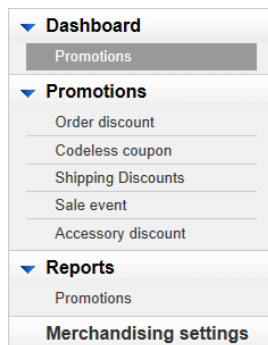 Dashboard
Promotions
Promotions
Order discount
Codeless coupon
Shipping Discounts
Sale event
Accessory discount
Reports
Promotions
Merchandising settings